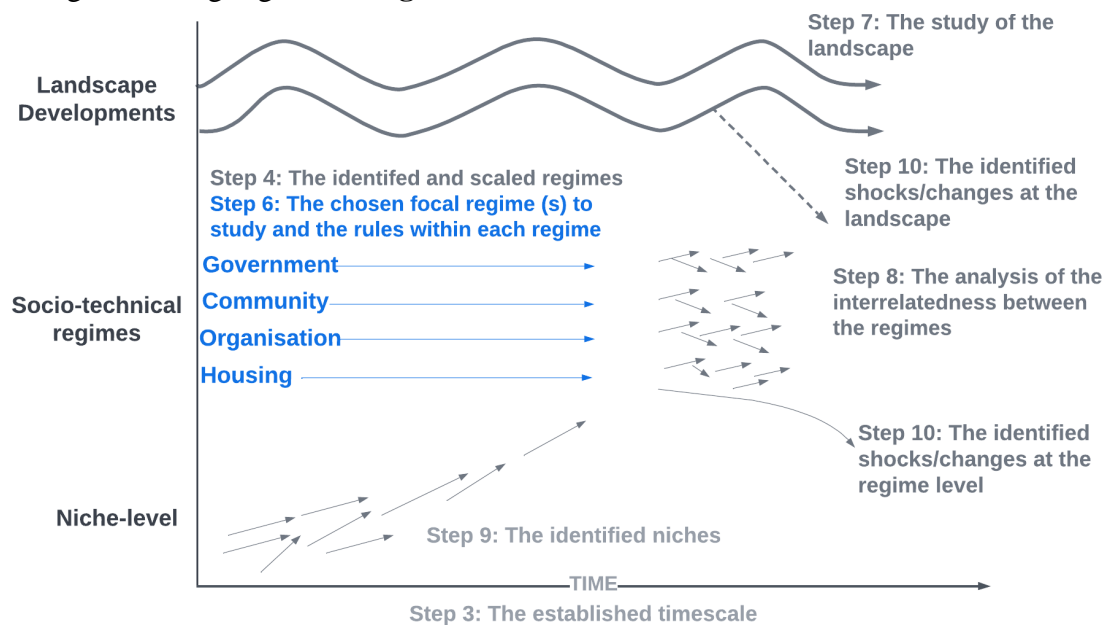 Step 7: The study of the
landscape
Landscape
Developments
Step 10: The identified
shocks/changes at the
landscape
Step 4: The identifed and scaled regimes
Step 6: The chosen focal regime (s) to
study and the rules within each regime
Government
Community
Organisation
Housing
Socio-technical
regimes
Step 8: The analysis of the
interrelatedness between
the regimes
Step 10: The identified
shocks/changes at the
regime level
Niche-level
Step 9: The identified niches
TIME
Step 3: The established timescale